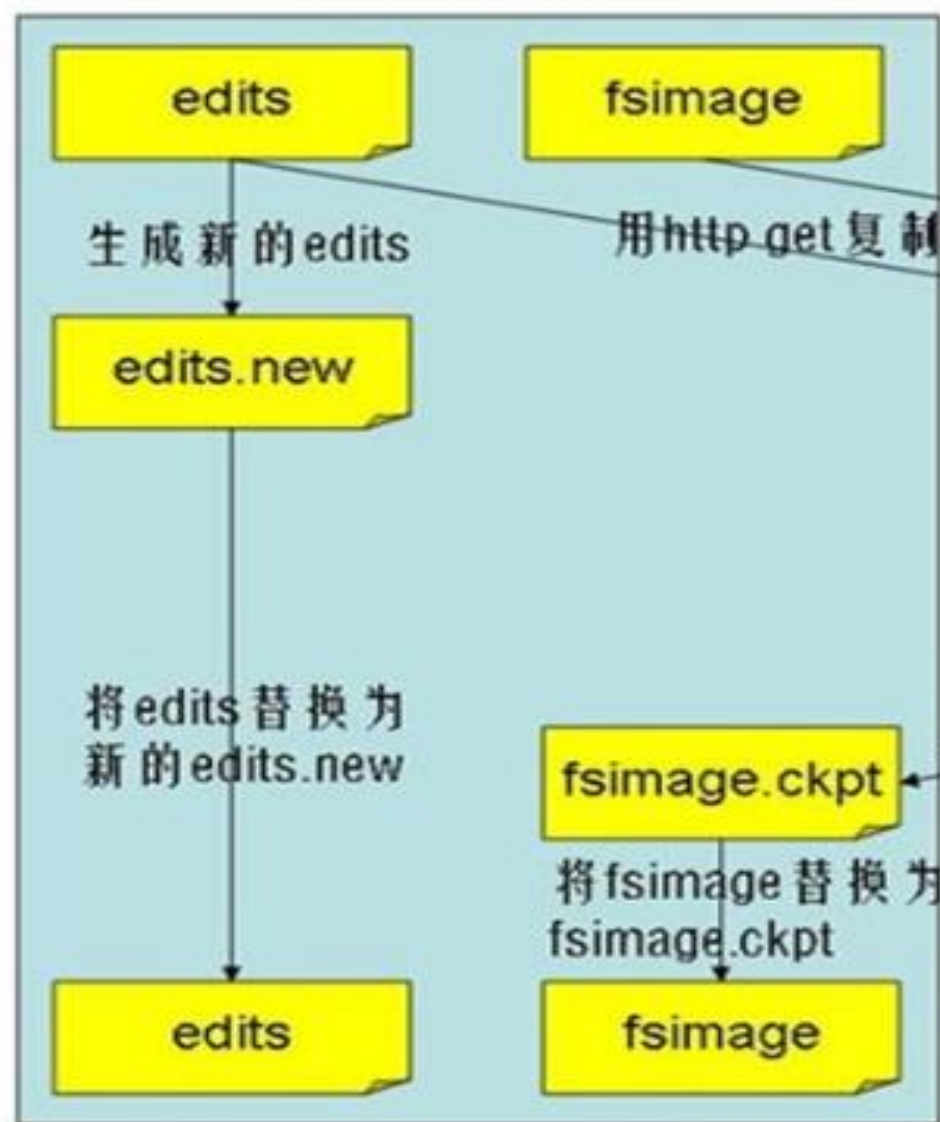 edits
fsimage
生成新的edits
用http get复制
edits.new
将edits替换为
新的edits.new
fsimage.ckpt
将fsimage替换为
fsimage.ckpt
edits
fsimage